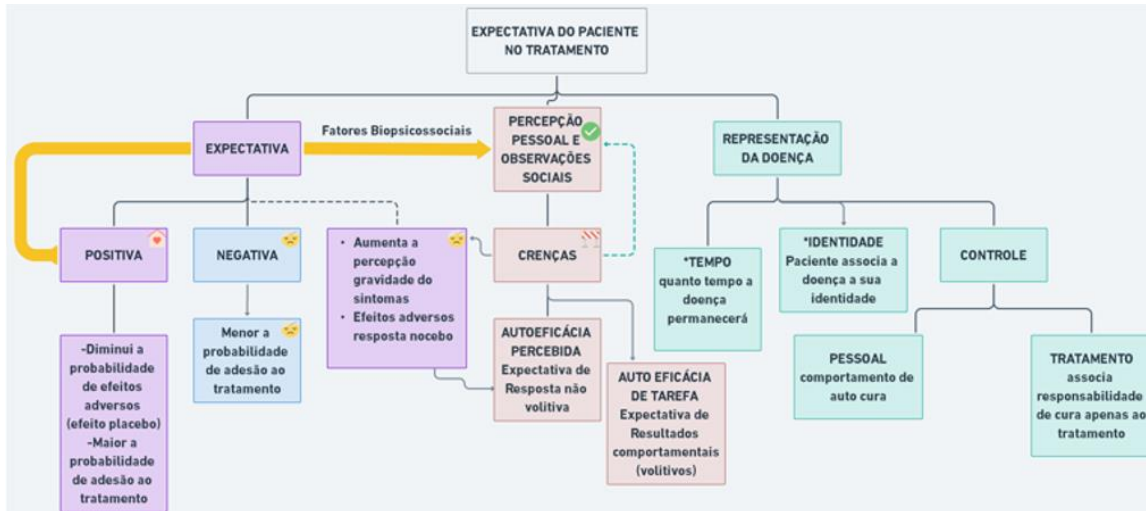 EXPECTATIVA DO PACIENTE
NO TRATAMENTO
EXPECTATIVA
Fatores Biopsicossociais
PERCEPÇÃO
PESSOAL E
OBSERVAÇÕES
SOCIAIS
REPRESENTAÇÃO
DA DOENÇA
POSITIVA
NEGATIVA
• Aumenta a
percepção
gravidade do
sintomas
• Efeitos adversos
resposta nocebo
CRENÇAS
*TEMPO
quanto tempo a
doença
permanecerá
*IDENTIDADE
Paciente associa a
doença a sua
identidade
CONTROLE
-Diminui a
probabilidade
de efeitos
adversos
(efeito placebo)
-Maior a
probabilidade
de adesão ao
tratamento
Menor a
probabilidade
de adesão ao
tratamento
AUTOEFICÁCIA
PERCEBIDA
Expectativa de
Resposta não
volitiva
AUTO EFICÁCIA
DE TAREFA
Expectativa de
Resultados
comportamentais
(volitivos)
PESSOAL
comportamento de
auto cura
TRATAMENTO
associa
responsabilidade
de cura apenas ao
tratamento